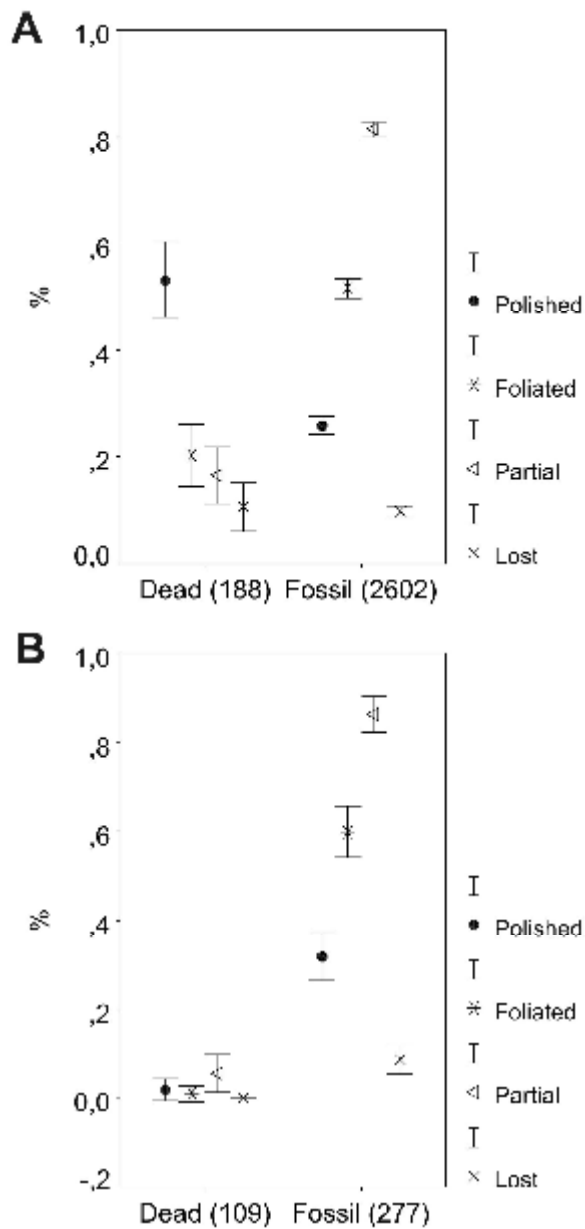 A
1,0
,8
,6
,4
,2
0,0
%
Dead (188) Fossil (2602)
Polished
Foliated
Partial
Lost
B
1,0
,8
,6
,4
,2
0,0
-,2
%
Dead (109) Fossil (277)
Polished
Foliated
Partial
Lost